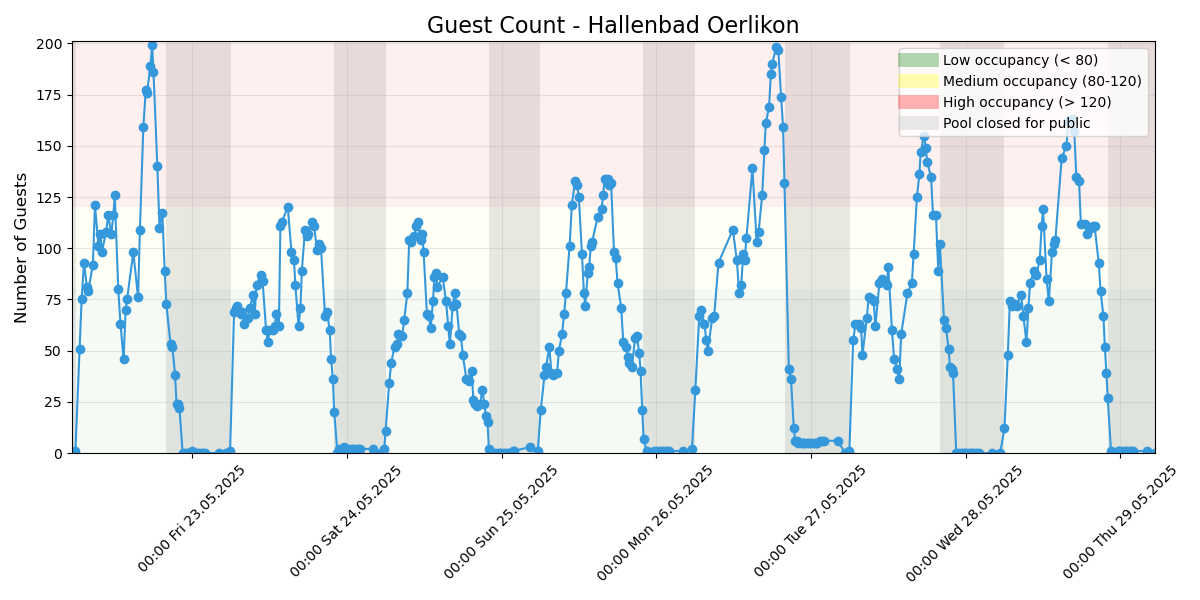 Guest Count - Hallenbad Oerlikon
200
175
150
125
100
75
50
25
0
Number of Guests
Low occupancy (< 80)
Medium occupancy (80-120)
High occupancy (> 120)
Pool closed for public
00:00 Fri 23.05.2025
00:00 Sat 24.05.2025
00:00 Sun 25.05.2025
00:00 Mon 26.05.2025
00:00 Tue 27.05.2025
00:00 Wed 28.05.2025
00:00 Thu 29.05.2025